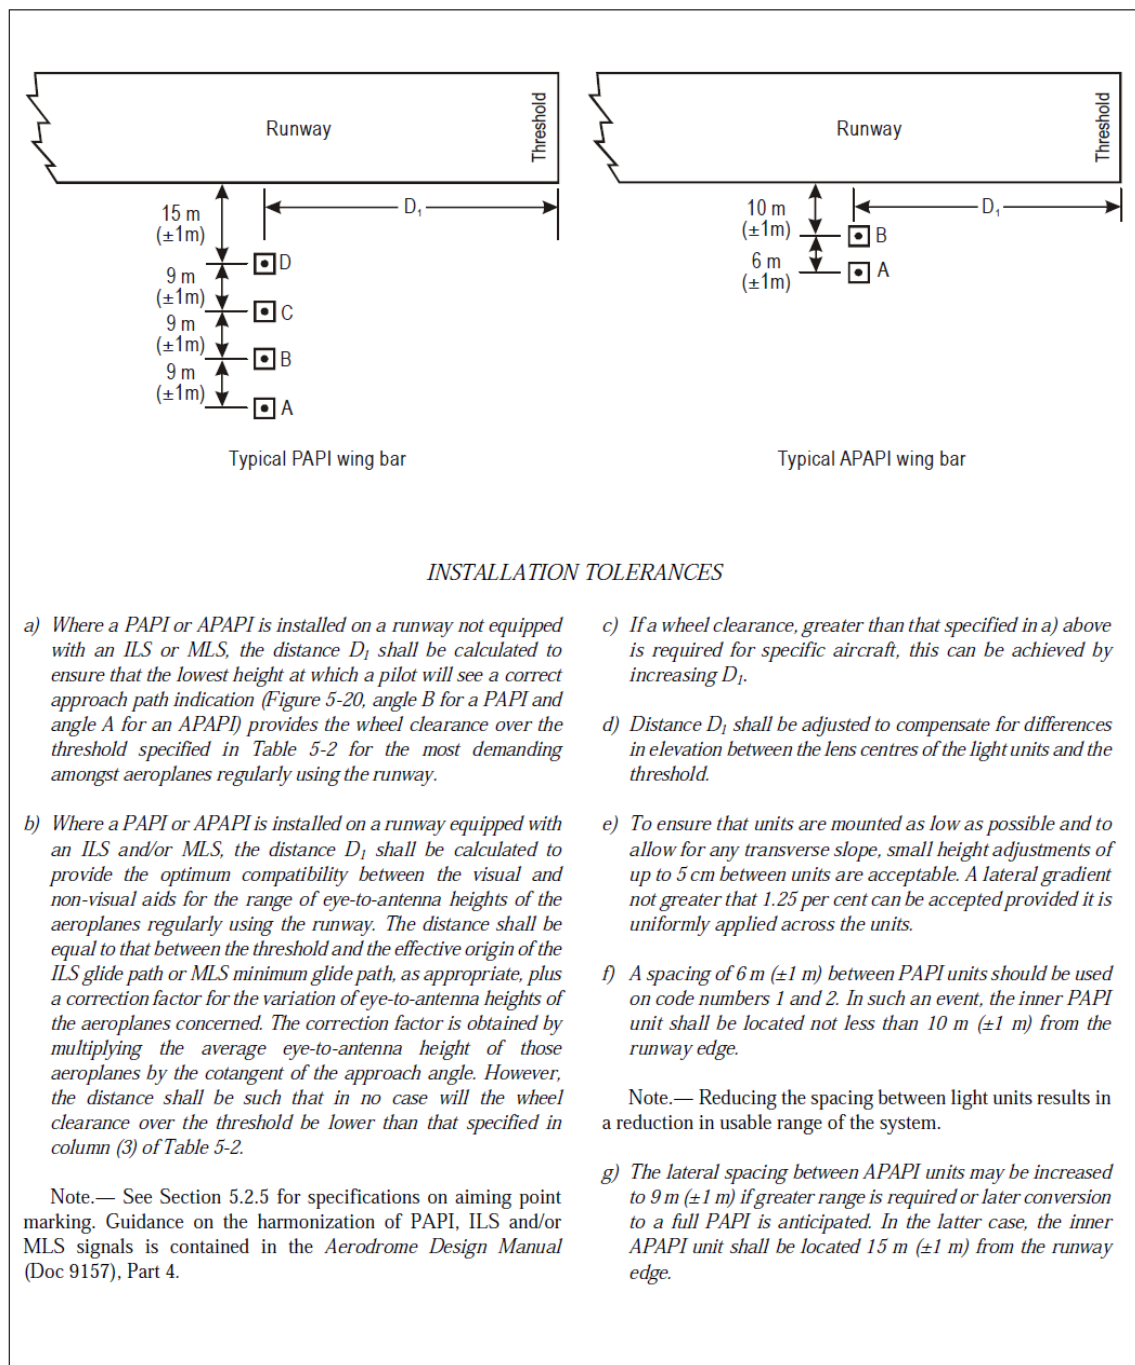 Runway
Threshold
15 m
(±1m)
D1
D
9 m
(±1m)
C
9 m
(±1m)
B
9 m
(±1m)
A
Typical PAPI wing bar
Runway
Threshold
10 m
(±1m)
D1
B
6 m
(±1m)
A
Typical APAPI wing bar
INSTALLATION TOLERANCES
a) Where a PAPI or APAPI is installed on a runway not equipped
with an ILS or MLS, the distance D1 shall be calculated to
ensure that the lowest height at which a pilot will see a correct
approach path indication (Figure 5-20, angle B for a PAPI and
angle A for an APAPI) provides the wheel clearance over the
threshold specified in Table 5-2 for the most demanding
amongst aeroplanes regularly using the runway.
b) Where a PAPI or APAPI is installed on a runway equipped with
an ILS and/or MLS, the distance D1 shall be calculated to
provide the optimum compatibility between the visual and
non-visual aids for the range of eye-to-antenna heights of the
aeroplanes regularly using the runway. The distance shall be
equal to that between the threshold and the effective origin of the
ILS glide path or MLS minimum glide path, as appropriate, plus
a correction factor for the variation of eye-to-antenna heights of
the aeroplanes concerned. The correction factor is obtained by
multiplying the average eye-to-antenna height of those
aeroplanes by the cotangent of the approach angle. However,
the distance shall be such that in no case will the wheel
clearance over the threshold be lower than that specified in
column (3) of Table 5-2.
Note.— See Section 5.2.5 for specifications on aiming point
marking. Guidance on the harmonization of PAPI, ILS and/or
MLS signals is contained in the Aerodrome Design Manual
(Doc 9157), Part 4.
c) If a wheel clearance, greater than that specified in a) above
is required for specific aircraft, this can be achieved by
increasing D1.
d) Distance D1 shall be adjusted to compensate for differences
in elevation between the lens centres of the light units and the
threshold.
e) To ensure that units are mounted as low as possible and to
allow for any transverse slope, small height adjustments of
up to 5 cm between units are acceptable. A lateral gradient
not greater that 1.25 per cent can be accepted provided it is
uniformly applied across the units.
f) A spacing of 6 m (±1 m) between PAPI units should be used
on code numbers 1 and 2. In such an event, the inner PAPI
unit shall be located not less than 10 m (±1 m) from the
runway edge.
Note.— Reducing the spacing between light units results in
a reduction in usable range of the system.
g) The lateral spacing between APAPI units may be increased
to 9 m (±1 m) if greater range is required or later conversion
to a full PAPI is anticipated. In the latter case, the inner
APAPI unit shall be located 15 m (±1 m) from the runway
edge.